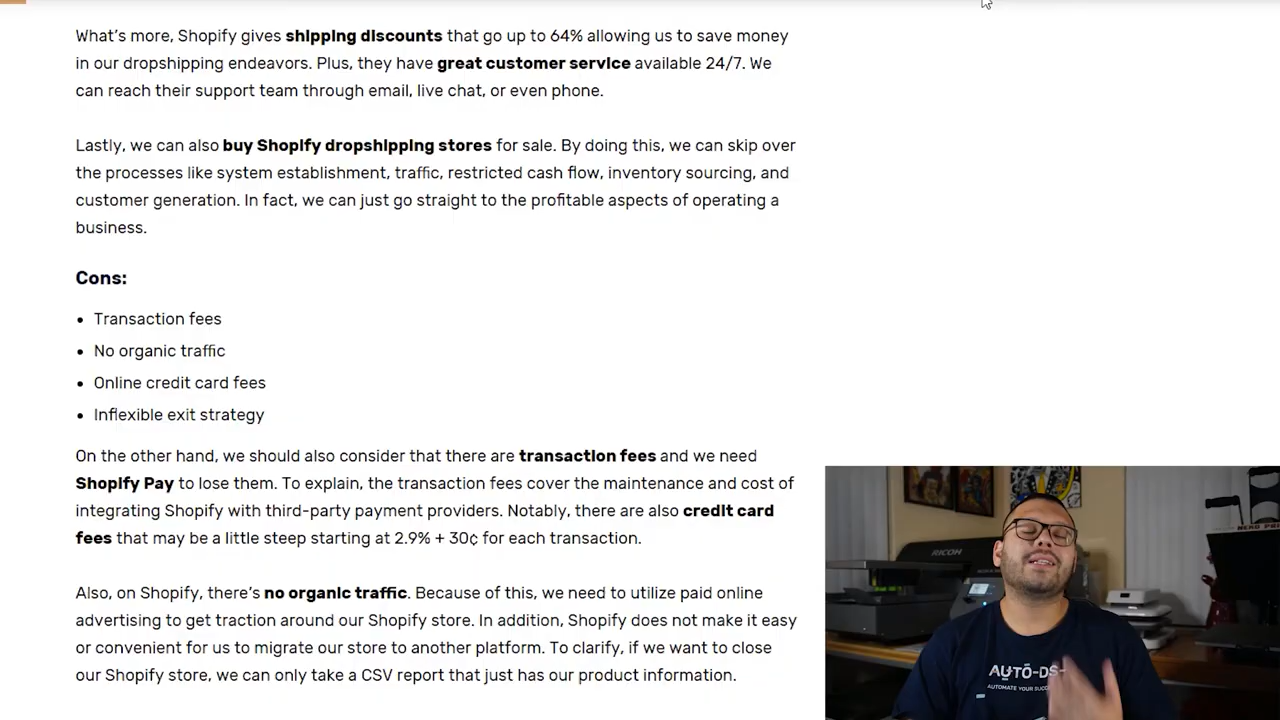 What's more, Shopify gives shipping discounts that go up to 64% allowing us to save money
in our dropshipping endeavors. Plus, they have great customer service available 24/7. We
can reach their support team through email, live chat, or even phone.
Lastly, we can also buy Shopify dropshipping stores for sale. By doing this, we can skip over
the processes like system establishment, traffic, restricted cash flow, inventory sourcing, and
customer generation. In fact, we can just go straight to the profitable aspects of operating a
business.
Cons:
• Transaction fees
• No organic traffic
• Online credit card fees
• Inflexible exit strategy
On the other hand, we should also consider that there are transaction fees and we need
Shopify Pay to lose them. To explain, the transaction fees cover the maintenance and cost of
integrating Shopify with third-party payment providers. Notably, there are also credit card
fees that may be a little steep starting at 2.9% + 30¢ for each transaction.
Also, on Shopify, there's no organic traffic. Because of this, we need to utilize paid online
advertising to get traction around our Shopify store. In addition, Shopify does not make it easy
or convenient for us to migrate our store to another platform. To clarify, if we want to close
our Shopify store, we can only take a CSV report that just has our product information.
RICOH
AUTO-DS
AUTOMATE YOUR